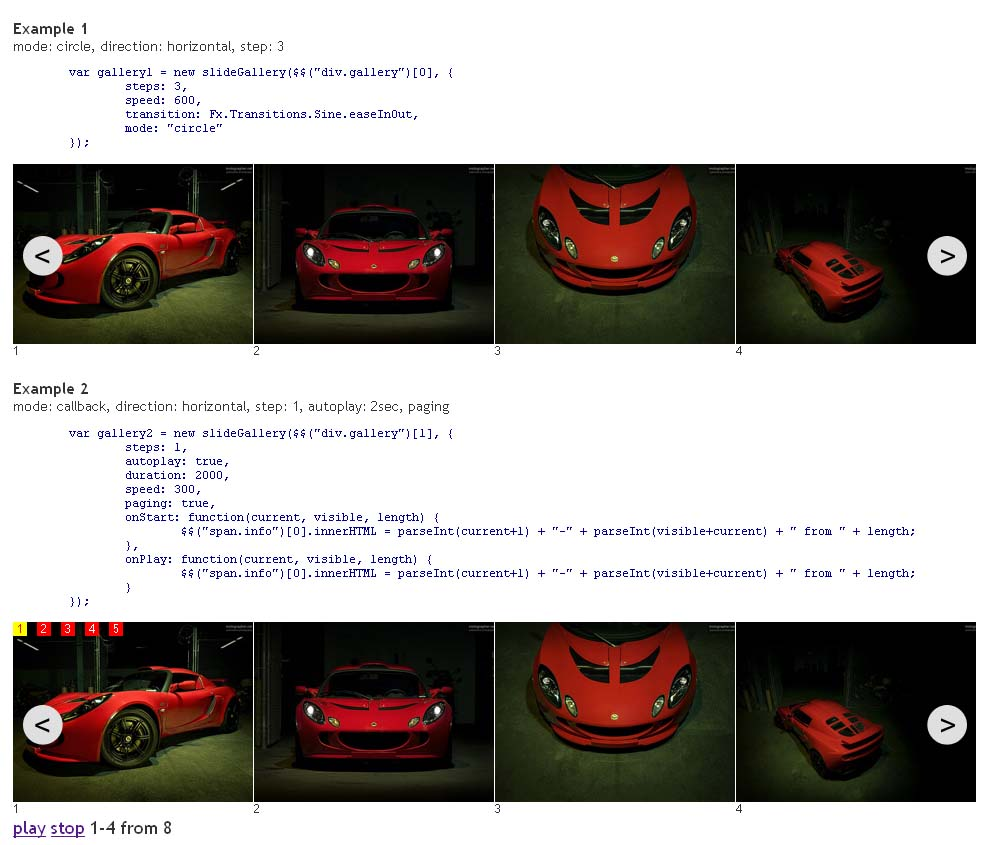 Example 1
mode: circle, direction: horizontal, step: 3
var gallery1 = new slideGallery($$("div.gallery")[0], {
steps: 3,
speed: 600,
transition: Fx.Transitions.Sine.easeInOut,
mode: "circle"
});
< >
1 2 3 4
Example 2
mode: callback, direction: horizontal, step: 1, autoplay: 2sec, paging
var gallery2 = new slideGallery($$("div.gallery")[1], {
steps: 1,
autoplay: true,
duration: 2000,
speed: 300,
paging: true,
onStart: function(current, visible, length) {
$$("span.info")[0].innerHTML = parseInt(current+1) + "-" + parseInt(visible+current) + " from " + length;
},
onPlay: function(current, visible, length) {
$$("span.info")[0].innerHTML = parseInt(current+1) + "-" + parseInt(visible+current) + " from " + length;
}
});
1 2 3 4 5
< >
1 2 3 4
play stop 1-4 from 8